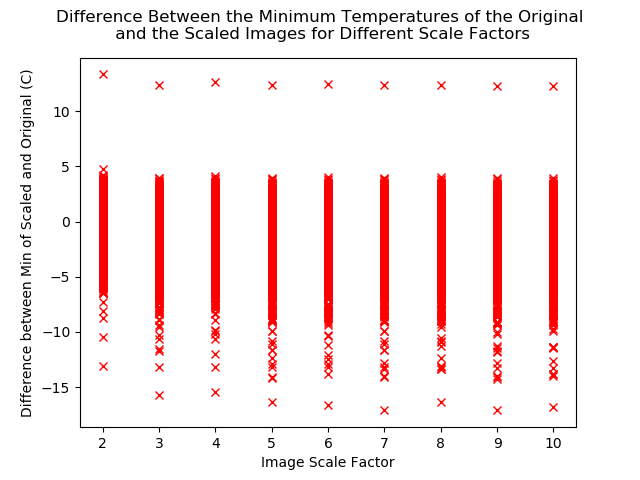 Difference Between the Minimum Temperatures of the Original
and the Scaled Images for Different Scale Factors
Difference between Min of Scaled and Original (C)
10
5
0
−5
−10
−15
2 3 4 5 6 7 8 9 10
Image Scale Factor